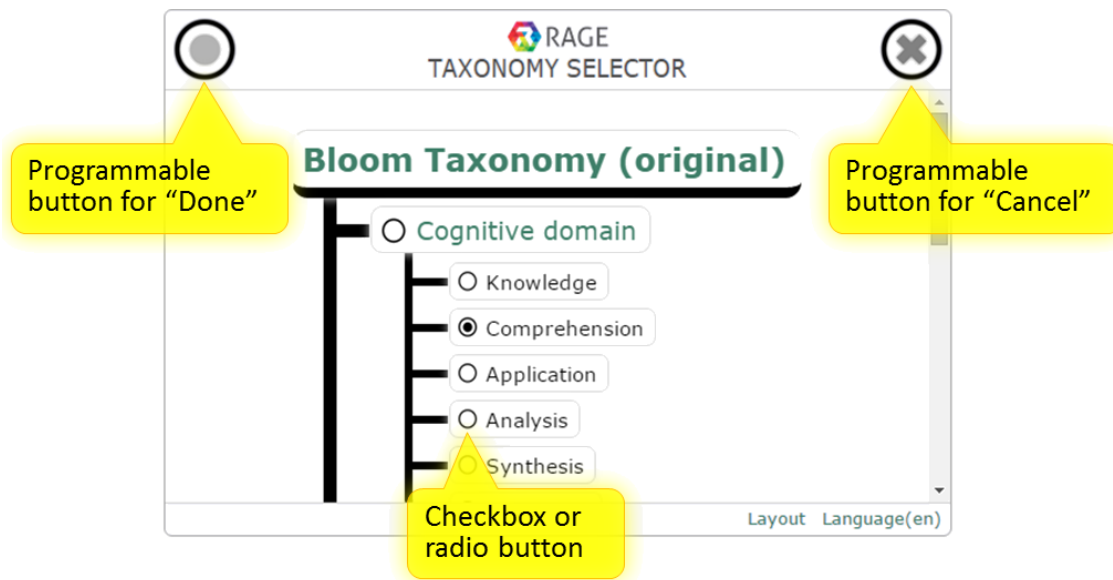 RAGE
TAXONOMY SELECTOR
Programmable
button for “Done”
Bloom Taxonomy (original)
Programmable
button for “Cancel”
Cognitive domain
Knowledge
Comprehension
Application
Analysis
Synthesis
Checkbox or
radio button
Layout Language(en)